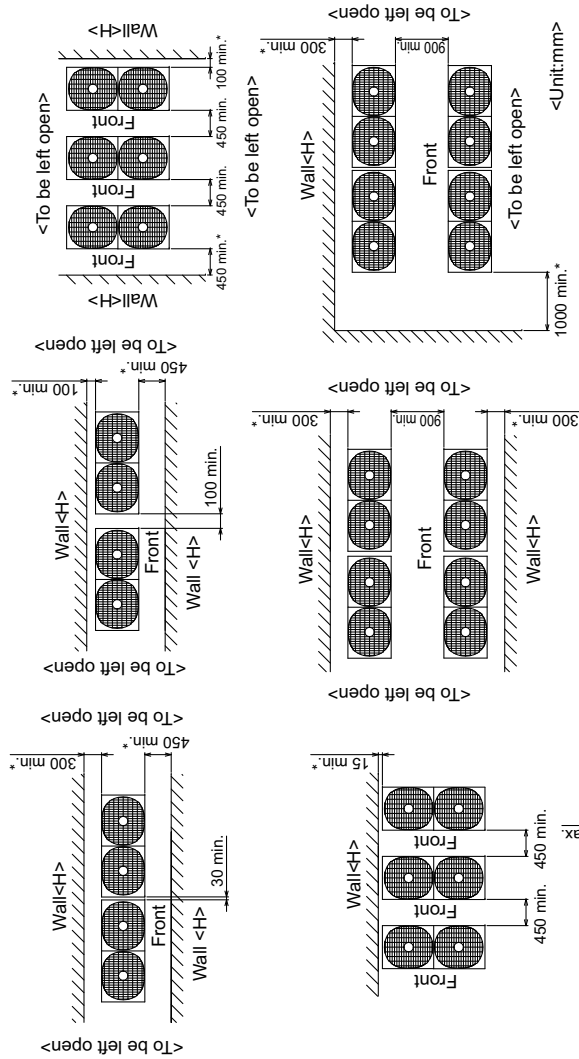 <To be left open>
Wall<H>
300 min.*
450 min.*
Front
30 min.
Wall <H>
<To be left open>
<To be left open>
Wall<H>
100 min.*
450 min.*
Front
100 min.
Wall <H>
<To be left open>
<To be left open>
Wall<H>
Front
Front
Front
Wall<H>
450 min.*
450 min.
450 min.
100 min.*
<To be left open>
Wall<H>
15 min.*
Front
Front
Front
450 min.
450 min.
ax.
<To be left open>
Wall<H>
300 min.*
900 min.
Front
300 min.*
Wall<H>
<To be left open>
<To be left open>
Wall<H>
300 min.*
900 min.
Front
<To be left open>
1000 min.*
<Unit:mm>